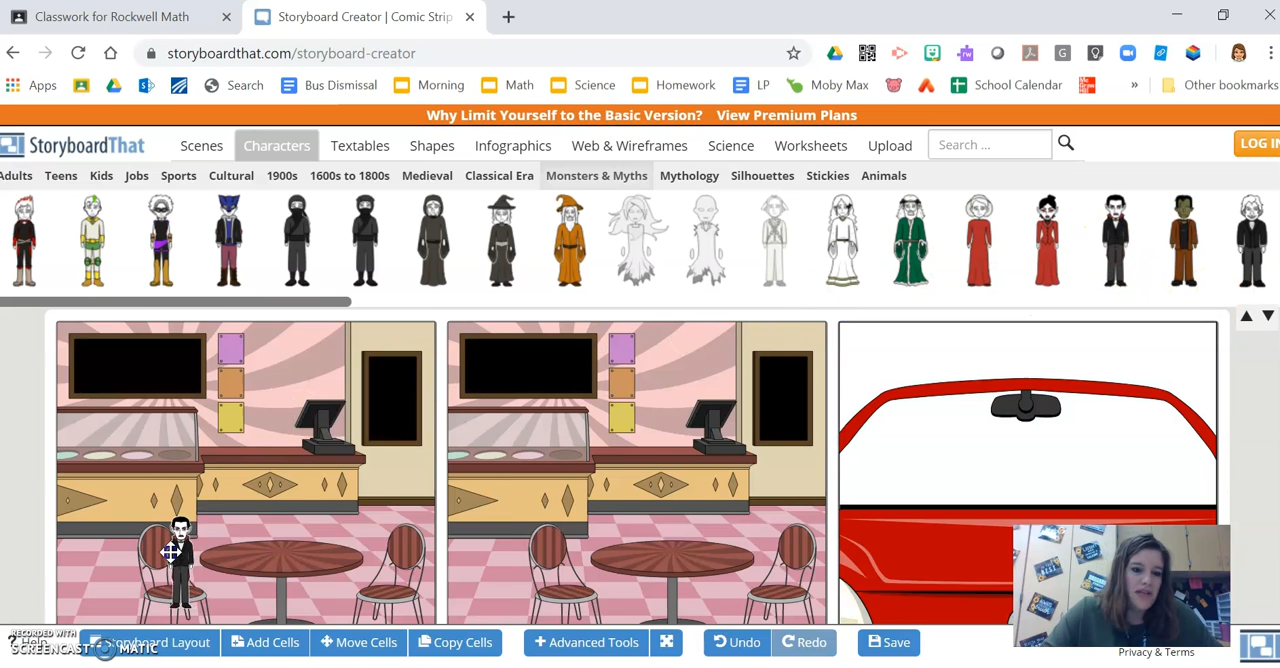 Classwork for Rockwell Math
Storyboard Creator | Comic Strip
storyboardthat.com/storyboard-creator
Apps Search Bus Dismissal Morning Math Science Homework LP Moby Max School Calendar » Other bookmarks
Why Limit Yourself to the Basic Version? View Premium Plans
StoryboardThat Scenes Characters Textables Shapes Infographics Web & Wireframes Science Worksheets Upload Search ... LOG IN
Adults Teens Kids Jobs Sports Cultural 1900s 1600s to 1800s Medieval Classical Era Monsters & Myths Mythology Silhouettes Stickies Animals
? Help Storyboard Layout Add Cells Move Cells Copy Cells Advanced Tools Undo Redo Save
RECORDED WITH
SCREENCAST MATIC
Privacy & Terms